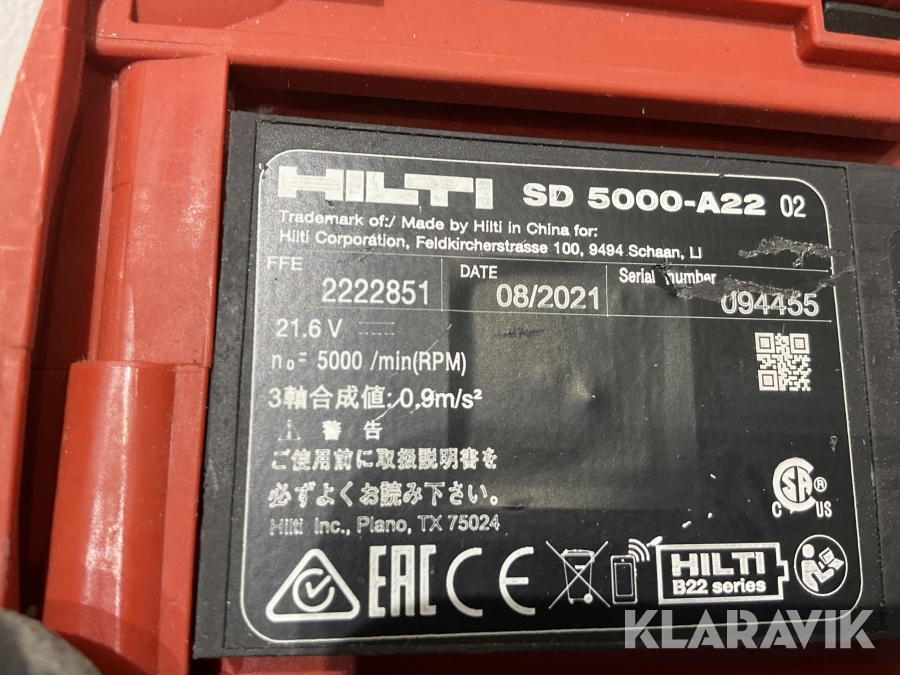 HILTI SD 5000-A22 02
Trademark of:/ Made by Hilti in China for:
Hilti Corporation, Feldkircherstrasse 100, 9494 Schaan, LI
FFE DATE Serial number
2222851 08/2021 094455
21.6 V
n₀= 5000 /min(RPM)
3軸合成値: 0.9m/s²
⚠ 警告
ご使用前に取扱説明書を
必ずよくお読み下さい。
Hilti Inc., Plano, TX 75024
EAC CE
HILTI
B22 series
C SA ® US
KLARAVIK